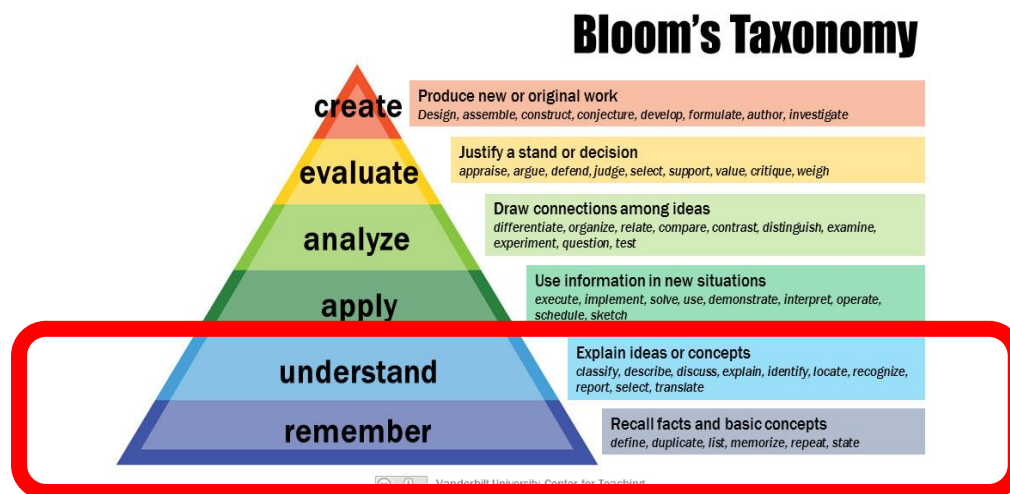 Bloom's Taxonomy
create
Produce new or original work
Design, assemble, construct, conjecture, develop, formulate, author, investigate
evaluate
Justify a stand or decision
appraise, argue, defend, judge, select, support, value, critique, weigh
analyze
Draw connections among ideas
differentiate, organize, relate, compare, contrast, distinguish, examine,
experiment, question, test
apply
Use information in new situations
execute, implement, solve, use, demonstrate, interpret, operate,
schedule, sketch
understand
Explain ideas or concepts
classify, describe, discuss, explain, identify, locate, recognize,
report, select, translate
remember
Recall facts and basic concepts
define, duplicate, list, memorize, repeat, state
Vanderbilt University Center for Teaching